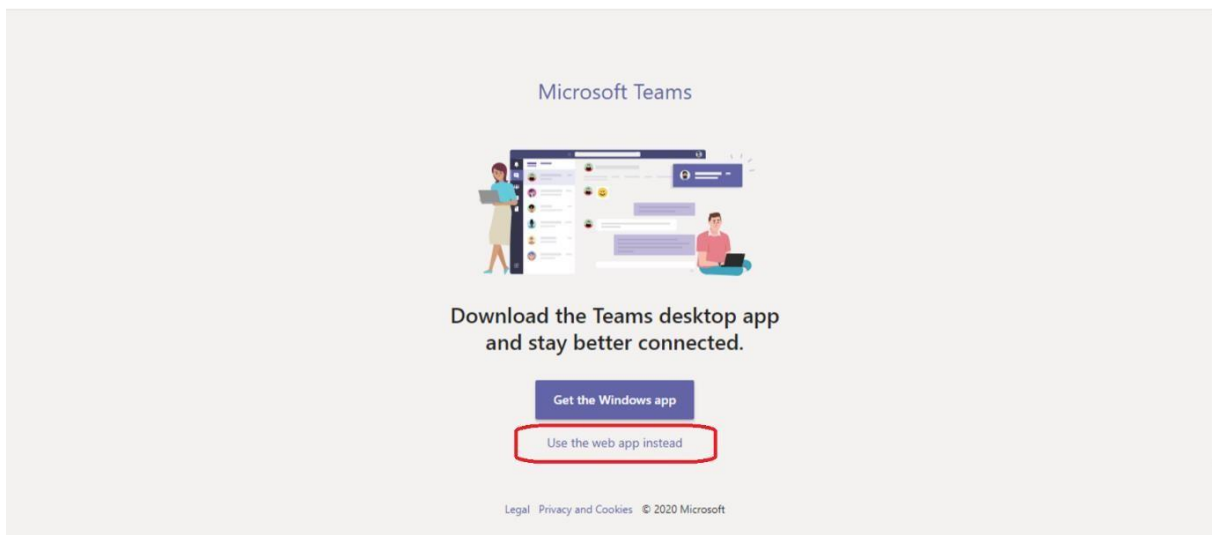 Microsoft Teams
Download the Teams desktop app
and stay better connected.
Get the Windows app
Use the web app instead
Legal Privacy and Cookies © 2020 Microsoft